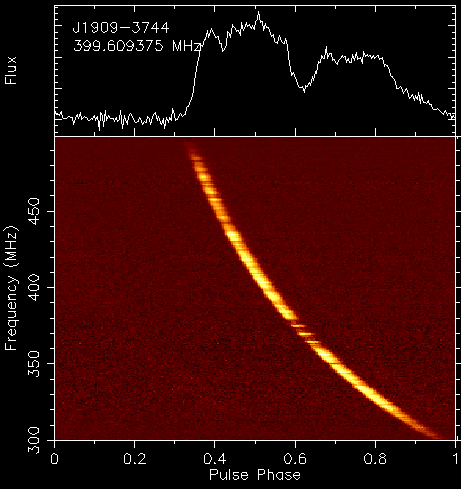 J1909-3744
399.609375 MHz
Flux
Frequency (MHz)
450
400
350
300
0 0.2 0.4 0.6 0.8 1
Pulse Phase